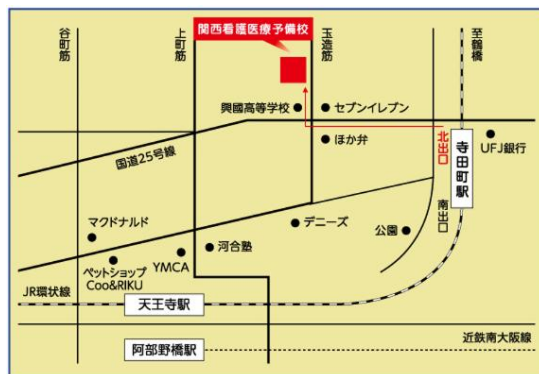 谷町筋
上町筋
関西看護医療予備校
玉造筋
至鶴橋
興國高等学校
セブンイレブン
ほか弁
北出口
寺田町駅
UFJ銀行
国道25号線
南出口
マクドナルド
デニーズ
公園
河合塾
YMCA
ペットショップ
Coo&RIKU
JR環状線
天王寺駅
近鉄南大阪線
阿部野橋駅